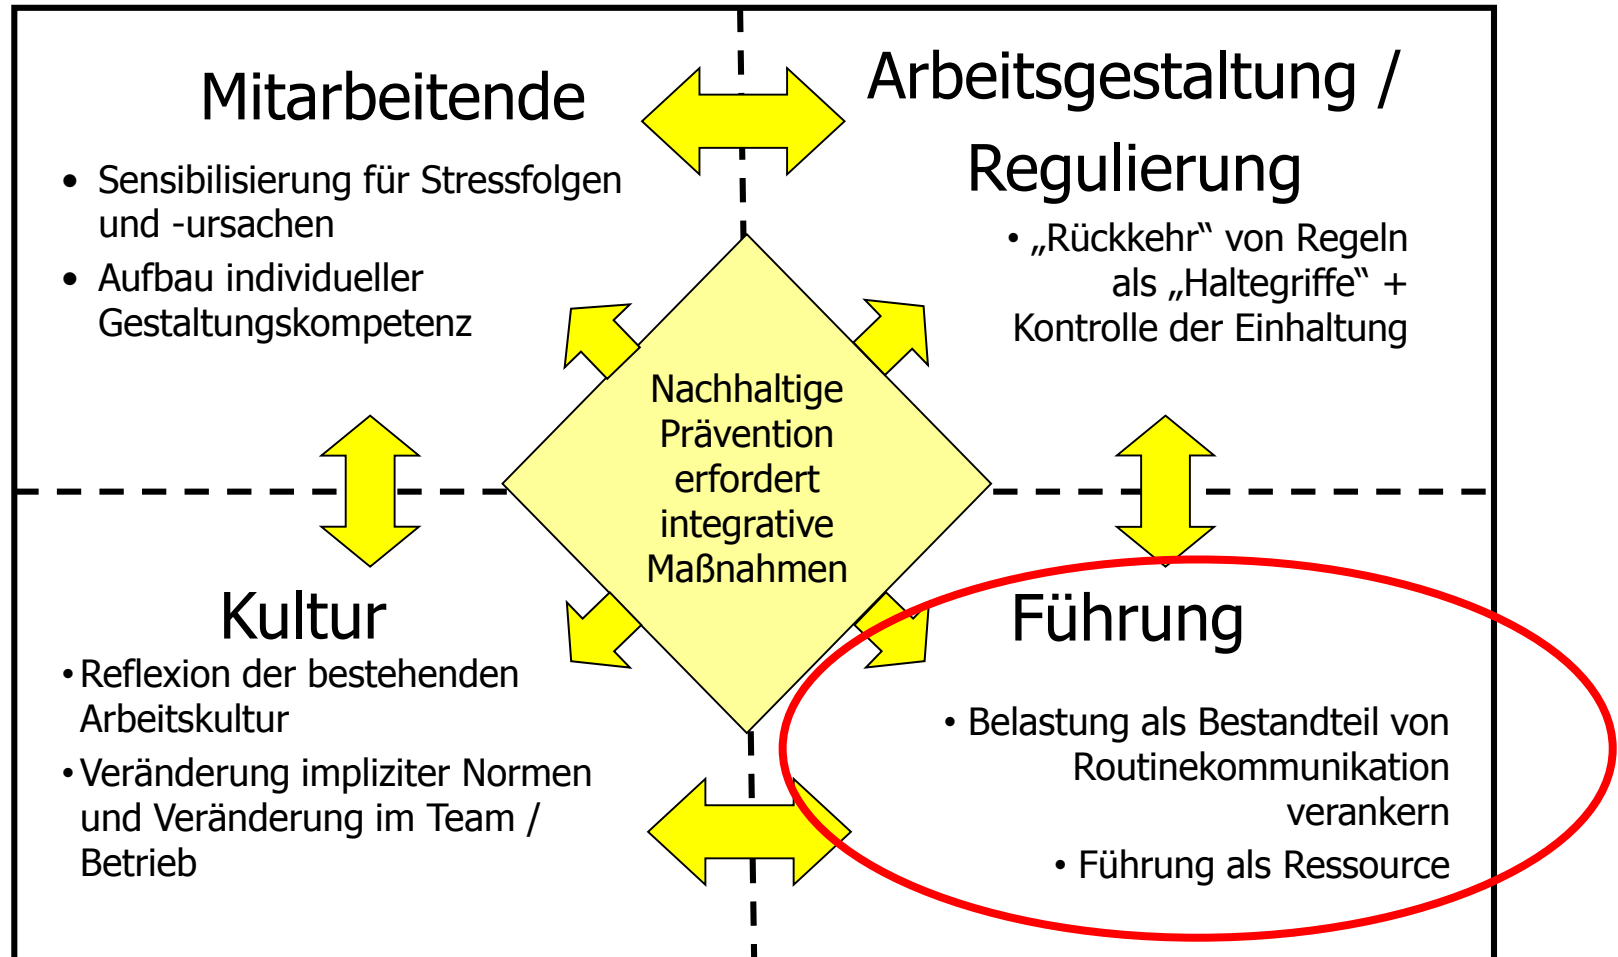 Mitarbeitende
• Sensibilisierung für Stressfolgen
und -ursachen
• Aufbau individueller
Gestaltungskompetenz
Arbeitsgestaltung /
Regulierung
• „Rückkehr“ von Regeln
als „Haltegriffe“ +
Kontrolle der Einhaltung
Nachhaltige
Prävention
erfordert
integrative
Maßnahmen
Kultur
• Reflexion der bestehenden
Arbeitskultur
• Veränderung impliziter Normen
und Veränderung im Team /
Betrieb
Führung
• Belastung als Bestandteil von
Routinekommunikation
verankern
• Führung als Ressource